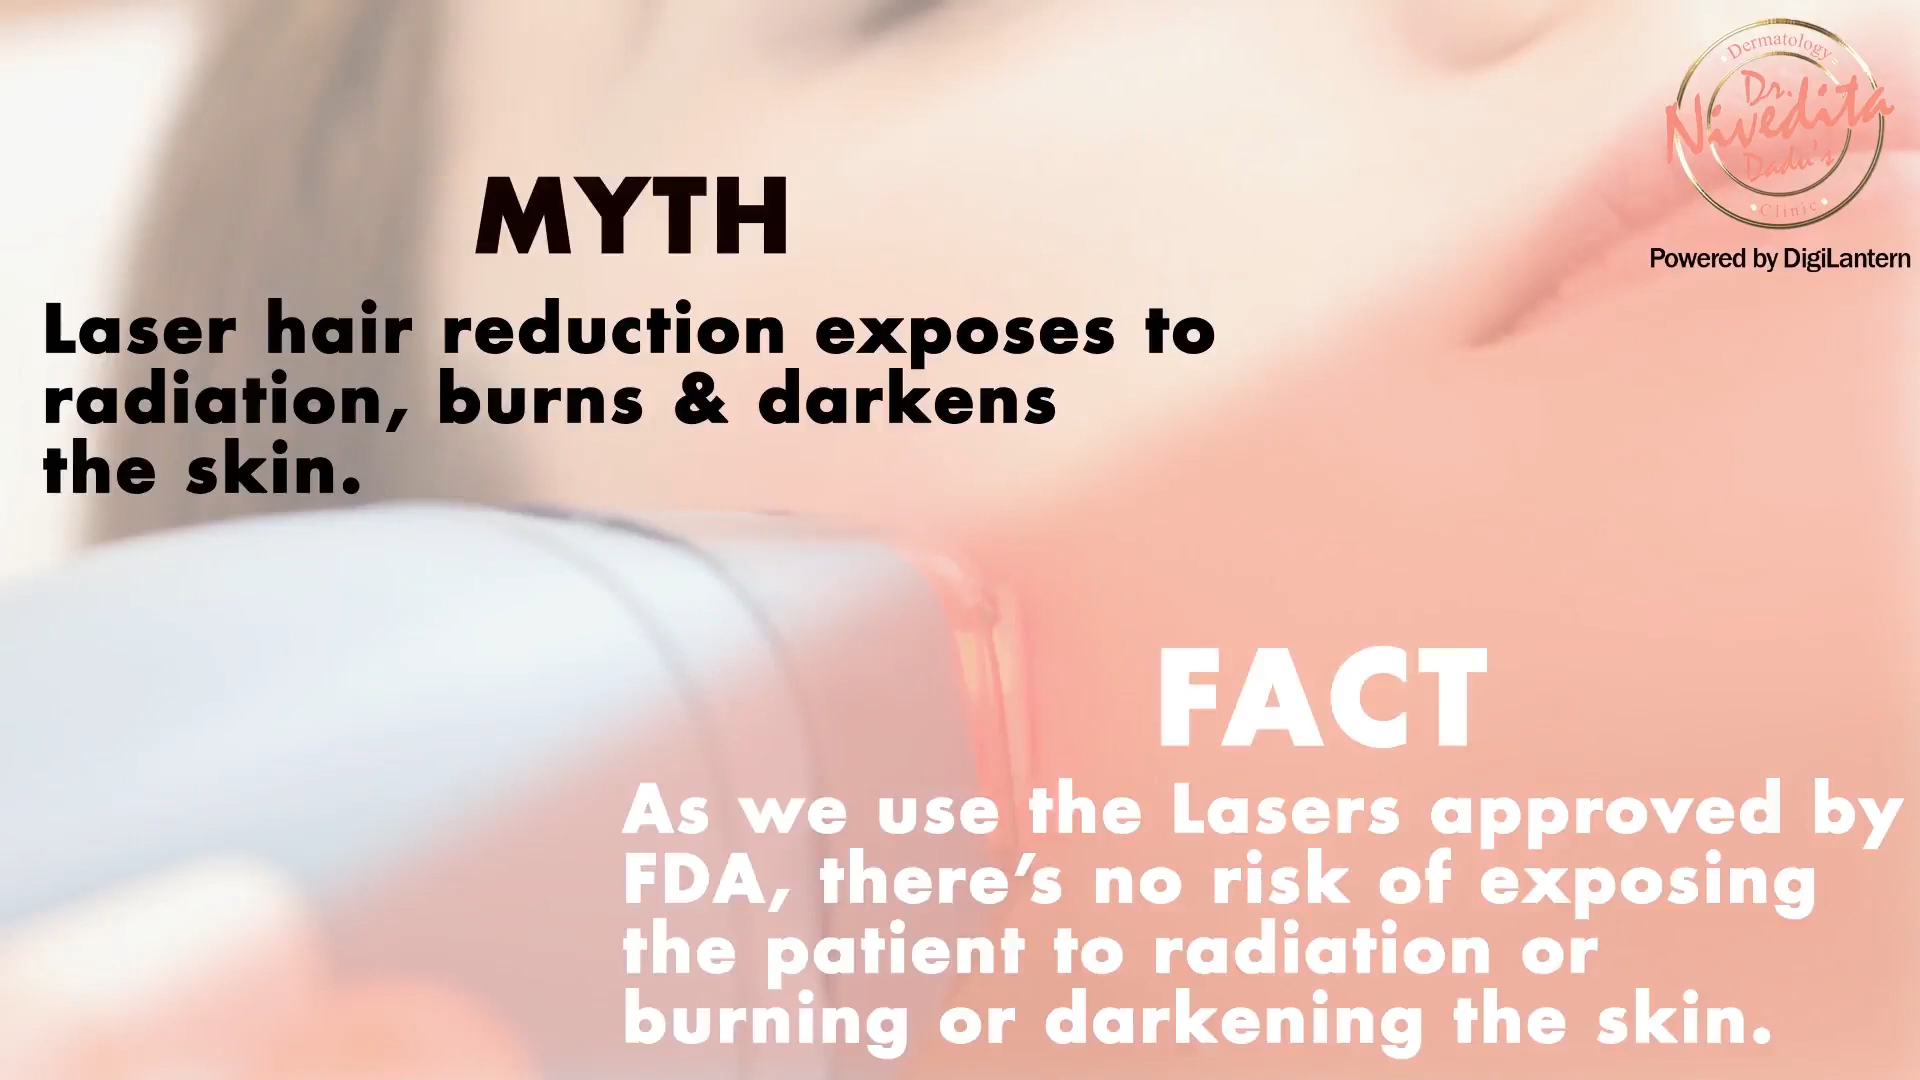 Dermatology
Dr.
Nivedita
Dadu's
Clinic
Powered by DigiLantern
MYTH
Laser hair reduction exposes to
radiation, burns & darkens
the skin.
FACT
As we use the Lasers approved by
FDA, there’s no risk of exposing
the patient to radiation or
burning or darkening the skin.